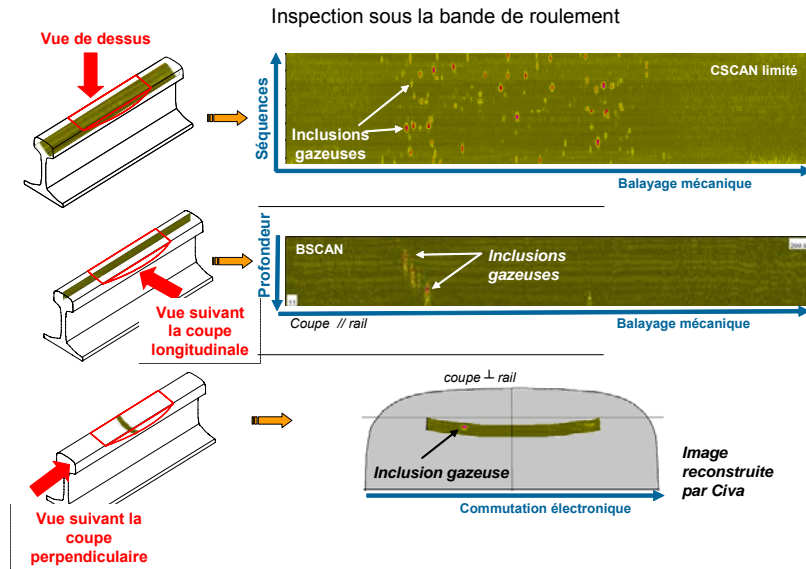 Inspection sous la bande de roulement
Vue de dessus
CSCAN limité
Séquences
Inclusions
gazeuses
Balayage mécanique
Profondeur
BSCAN
Inclusions
gazeuses
Vue suivant
la coupe
longitudinale
Coupe // rail
Balayage mécanique
coupe ⊥ rail
Inclusion gazeuse
Image
reconstruite
par Civa
Commutation électronique
Vue suivant la
coupe
perpendiculaire